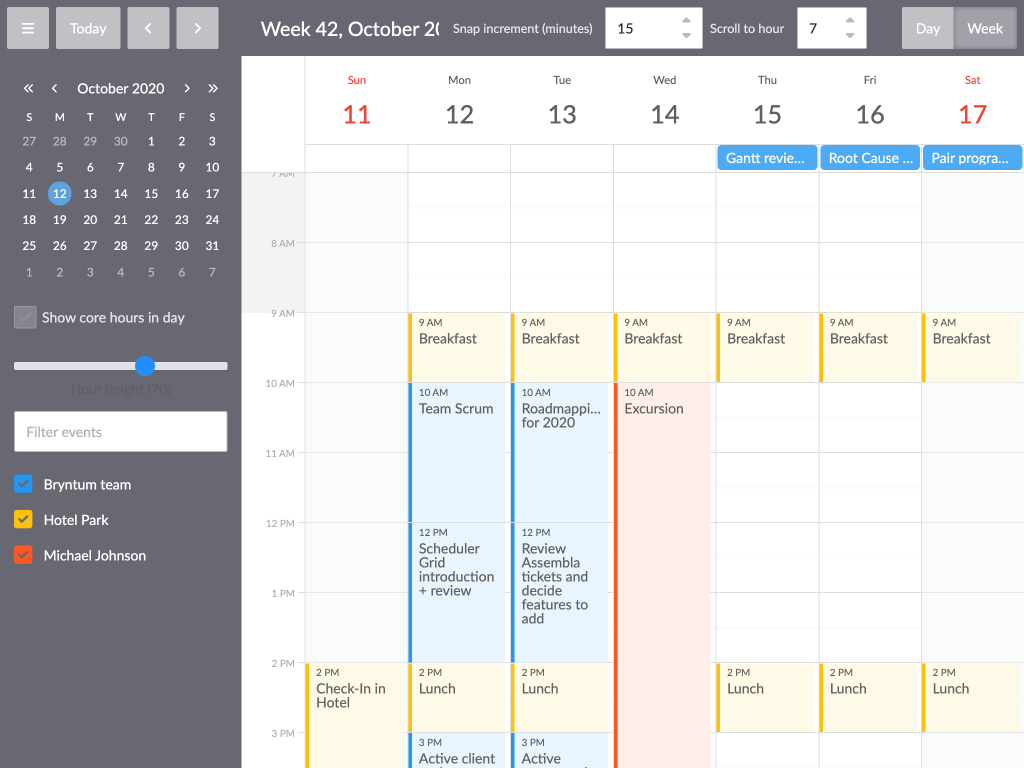 Today
Week 42, October 20
Snap increment (minutes)
15
Scroll to hour
7
Day
Week
October 2020
S M T W T F S
27 28 29 30 1 2 3
4 5 6 7 8 9 10
11 12 13 14 15 16 17
18 19 20 21 22 23 24
25 26 27 28 29 30 31
1 2 3 4 5 6 7
Show core hours in day
Hour height (70)
Filter events
Bryntum team
Hotel Park
Michael Johnson
Sun Mon Tue Wed Thu Fri Sat
11 12 13 14 15 16 17
Gantt revie... Root Cause ... Pair progra...
7 AM
8 AM
9 AM
10 AM
11 AM
12 PM
1 PM
2 PM
3 PM
2 PM
Check-In in
Hotel
9 AM
Breakfast
10 AM
Team Scrum
12 PM
Scheduler
Grid
introduction
+ review
2 PM
Lunch
3 PM
Active client
9 AM
Breakfast
10 AM
Roadmappi...
for 2020
12 PM
Review
Assembla
tickets and
decide
features to
add
2 PM
Lunch
3 PM
Active
9 AM
Breakfast
10 AM
Excursion
9 AM
Breakfast
2 PM
Lunch
9 AM
Breakfast
2 PM
Lunch
9 AM
Breakfast
2 PM
Lunch